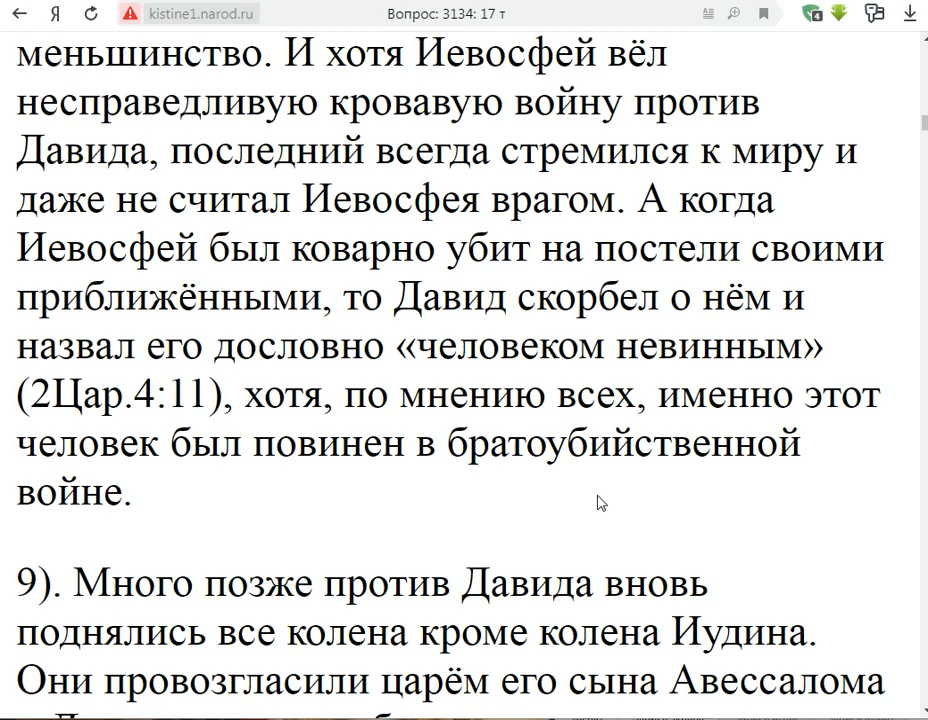 kistine1.narod.ru
Вопрос: 3134: 17 т
4
меньшинство. И хотя Иевосфей вёл
несправедливую кровавую войну против
Давида, последний всегда стремился к миру и
даже не считал Иевосфея врагом. А когда
Иевосфей был коварно убит на постели своими
приближёнными, то Давид скорбел о нём и
назвал его дословно «человеком невинным»
(2Цар.4:11), хотя, по мнению всех, именно этот
человек был повинен в братоубийственной
войне.
9). Много позже против Давида вновь
поднялись все колена кроме колена Иудина.
Они провозгласили царём его сына Авессалома